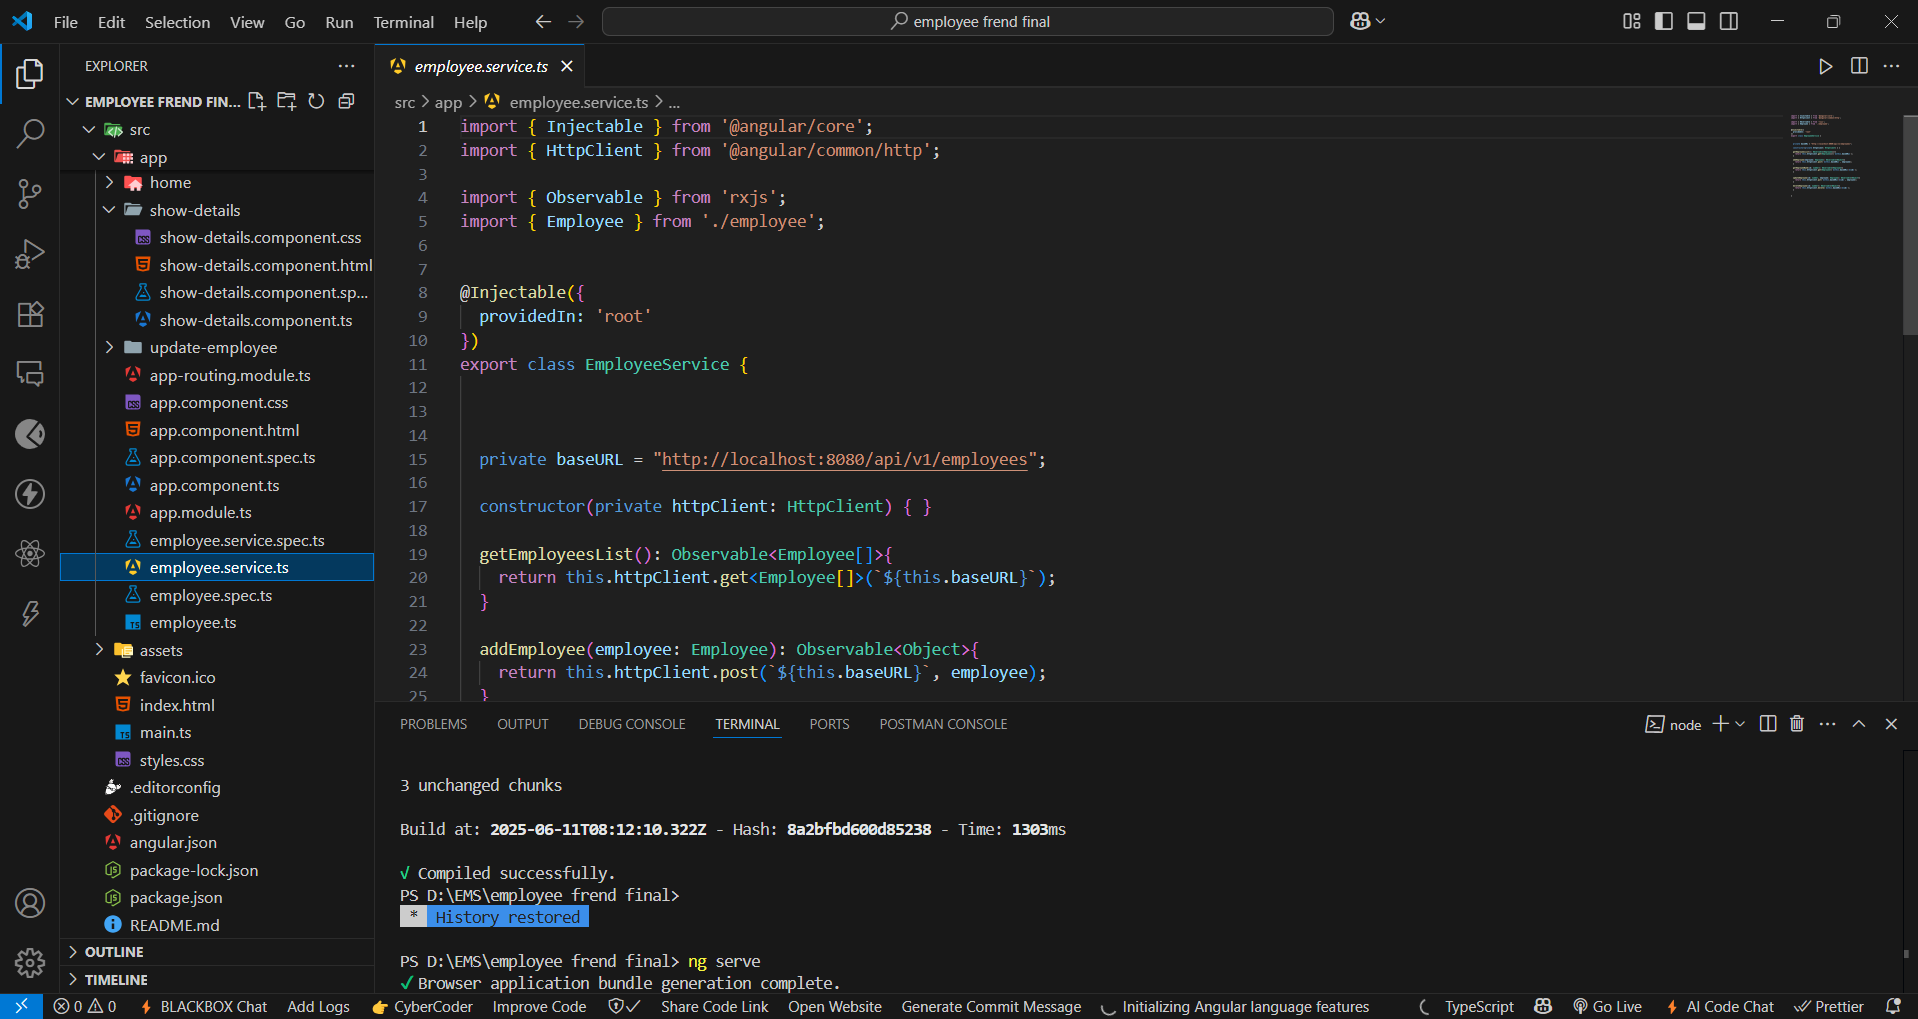 File Edit Selection View Go Run Terminal Help
employee frend final
EXPLORER
EMPLOYEE FREND FIN...
src
app
home
show-details
show-details.component.css
show-details.component.html
show-details.component.sp...
show-details.component.ts
update-employee
app-routing.module.ts
app.component.css
app.component.html
app.component.spec.ts
app.component.ts
app.module.ts
employee.service.spec.ts
employee.service.ts
employee.spec.ts
employee.ts
assets
favicon.ico
index.html
main.ts
styles.css
.editorconfig
.gitignore
angular.json
package-lock.json
package.json
README.md
OUTLINE
TIMELINE
employee.service.ts
src > app > employee.service.ts > ...
1 import { Injectable } from '@angular/core';
2 import { HttpClient } from '@angular/common/http';
3
4 import { Observable } from 'rxjs';
5 import { Employee } from './employee';
6
7
8 @Injectable({
9 providedIn: 'root'
10 })
11 export class EmployeeService {
12
13
14
15 private baseURL = "http://localhost:8080/api/v1/employees";
16
17 constructor(private httpClient: HttpClient) { }
18
19 getEmployeesList(): Observable<Employee[]>{
20 return this.httpClient.get<Employee[]>(`${this.baseURL}`);
21 }
22
23 addEmployee(employee: Employee): Observable<Object>{
24 return this.httpClient.post(`${this.baseURL}`, employee);
25 }
PROBLEMS OUTPUT DEBUG CONSOLE TERMINAL PORTS POSTMAN CONSOLE
node
3 unchanged chunks
Build at: 2025-06-11T08:12:10.322Z - Hash: 8a2bfbd600d85238 - Time: 1303ms
√ Compiled successfully.
PS D:\EMS\employee frend final>
* History restored
PS D:\EMS\employee frend final> ng serve
✓ Browser application bundle generation complete.
0 0 BLACKBOX Chat Add Logs CyberCoder Improve Code Share Code Link Open Website Generate Commit Message Initializing Angular language features TypeScript Go Live AI Code Chat Prettier